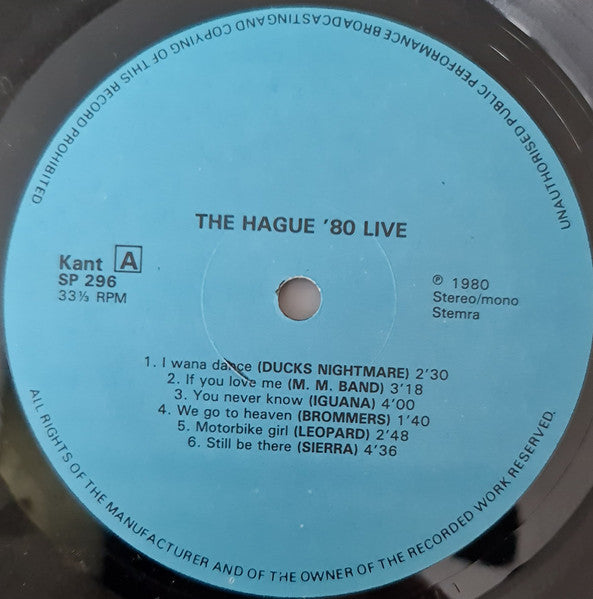 UNAUTHORISED PUBLIC PERFORMANCE BROADCASTING AND COPYING OF THIS RECORD PROHIBITED
THE HAGUE '80 LIVE
Kant A
SP 296
33⅓ RPM
℗ 1980
Stereo/mono
Stemra
1. I wana dance (DUCKS NIGHTMARE) 2'30
2. If you love me (M. M. BAND) 3'18
3. You never know (IGUANA) 4'00
4. We go to heaven (BROMMERS) 1'40
5. Motorbike girl (LEOPARD) 2'48
6. Still be there (SIERRA) 4'36
ALL RIGHTS OF THE MANUFACTURER AND OF THE OWNER OF THE RECORDED WORK RESERVED.